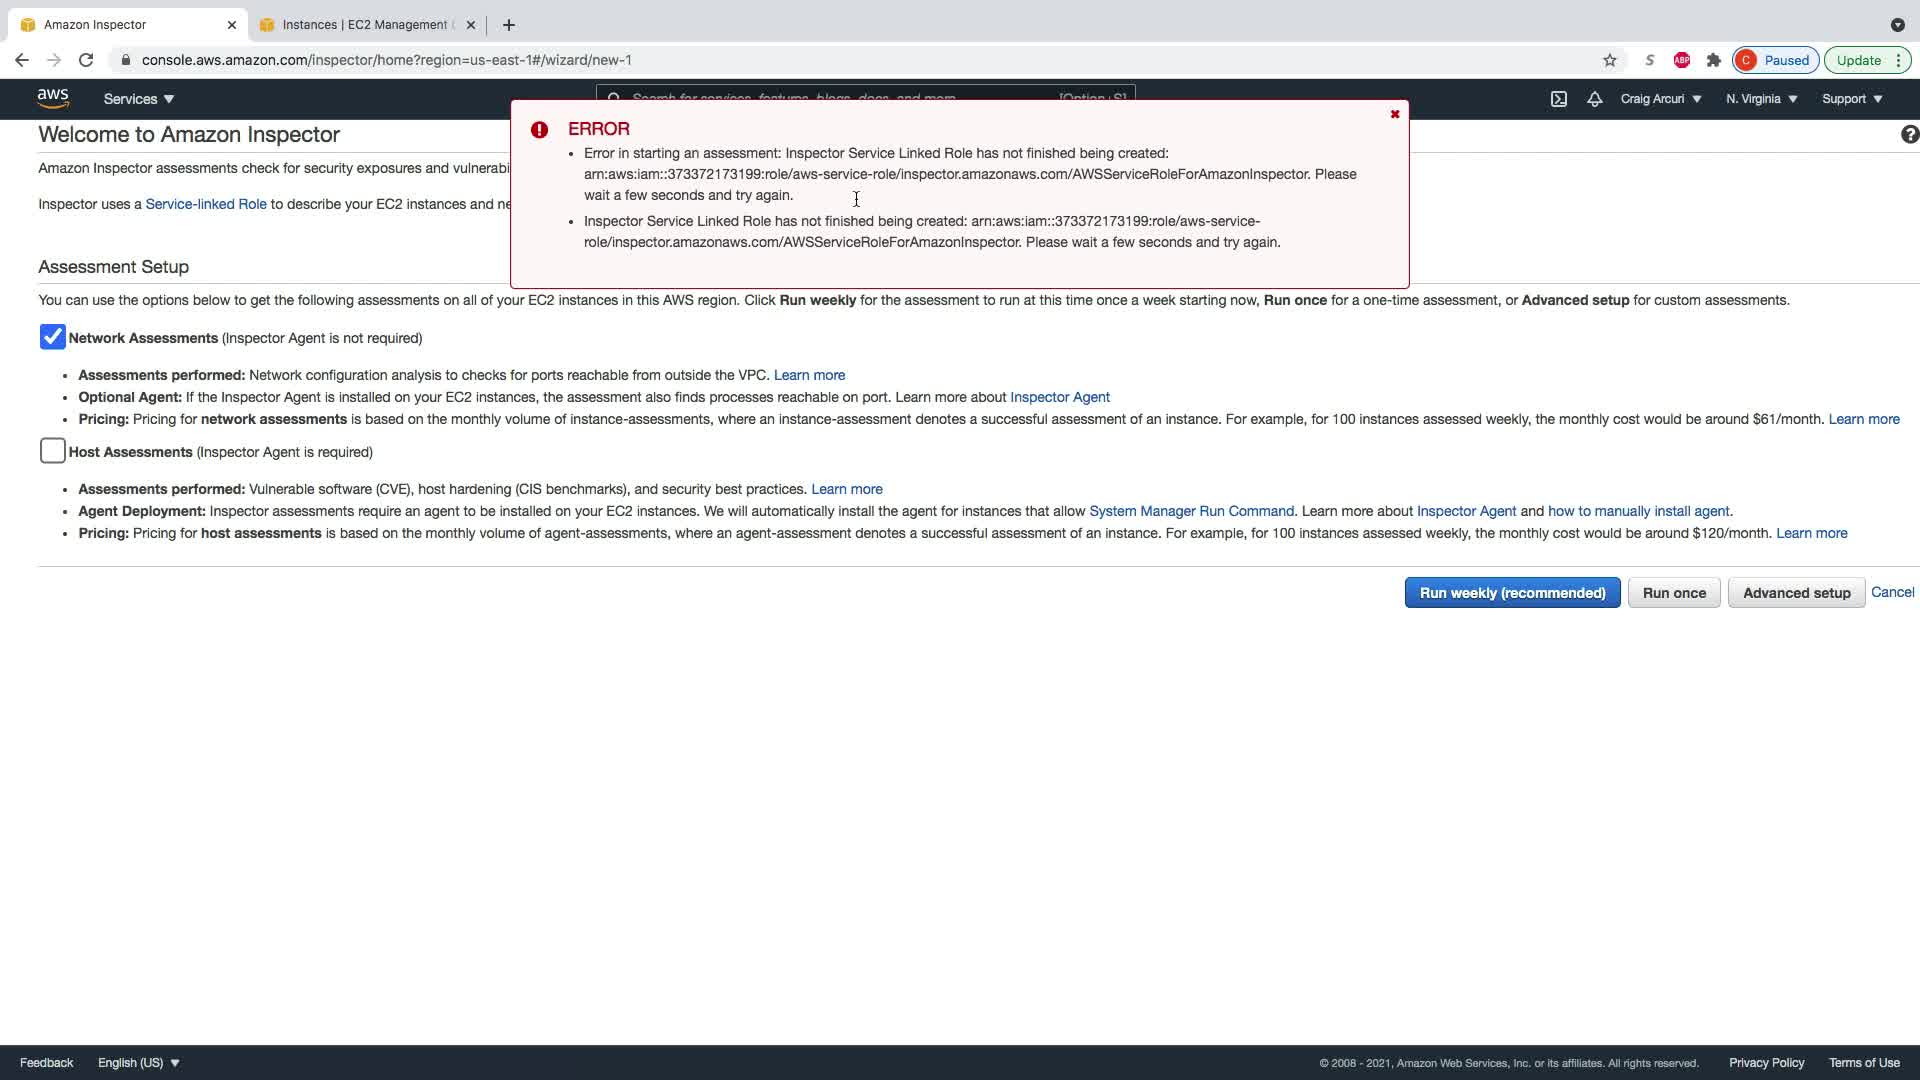 Amazon Inspector
Instances | EC2 Management
console.aws.amazon.com/inspector/home?region=us-east-1#/wizard/new-1
S
ABP
C Paused
Update
aws
Services
Search for services, features, blogs, docs, and more [Option+S]
Craig Arcuri
N. Virginia
Support
Welcome to Amazon Inspector
ERROR
Error in starting an assessment: Inspector Service Linked Role has not finished being created:
arn:aws:iam::373372173199:role/aws-service-role/inspector.amazonaws.com/AWSServiceRoleForAmazonInspector. Please
wait a few seconds and try again.
Inspector Service Linked Role has not finished being created: arn:aws:iam::373372173199:role/aws-service-
role/inspector.amazonaws.com/AWSServiceRoleForAmazonInspector. Please wait a few seconds and try again.
Amazon Inspector assessments check for security exposures and
Inspector uses a Service-linked Role to describe your EC2 instances and
Assessment Setup
You can use the options below to get the following assessments on all of your EC2 instances in this AWS region. Click Run weekly for the assessment to run at this time once a week starting now, Run once for a one-time assessment, or Advanced setup for custom assessments.
Network Assessments (Inspector Agent is not required)
Assessments performed: Network configuration analysis to checks for ports reachable from outside the VPC. Learn more
Optional Agent: If the Inspector Agent is installed on your EC2 instances, the assessment also finds processes reachable on port. Learn more about Inspector Agent
Pricing: Pricing for network assessments is based on the monthly volume of instance-assessments, where an instance-assessment denotes a successful assessment of an instance. For example, for 100 instances assessed weekly, the monthly cost would be around $61/month. Learn more
Host Assessments (Inspector Agent is required)
Assessments performed: Vulnerable software (CVE), host hardening (CIS benchmarks), and security best practices. Learn more
Agent Deployment: Inspector assessments require an agent to be installed on your EC2 instances. We will automatically install the agent for instances that allow System Manager Run Command. Learn more about Inspector Agent and how to manually install agent.
Pricing: Pricing for host assessments is based on the monthly volume of agent-assessments, where an agent-assessment denotes a successful assessment of an instance. For example, for 100 instances assessed weekly, the monthly cost would be around $120/month. Learn more
Run weekly (recommended)
Run once
Advanced setup
Cancel
Feedback
English (US)
© 2008 - 2021, Amazon Web Services, Inc. or its affiliates. All rights reserved.
Privacy Policy
Terms of Use